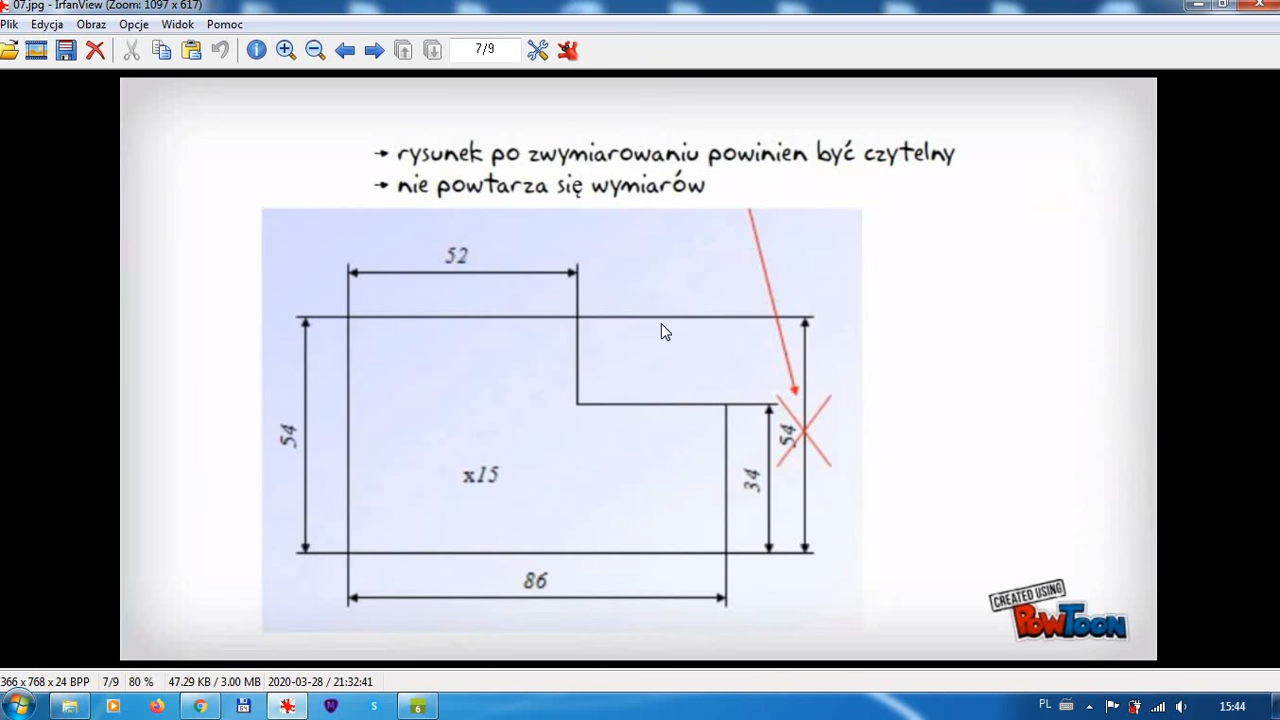 07.jpg - IrfanView (Zoom: 1097 x 617)
Plik Edycja Obraz Opcje Widok Pomoc
7/9
→ rysunek po zwymiarowaniu powinien być czytelny
→ nie powtarza się wymiarów
52
54
54
x15
34
86
CREATED USING
POWTOON
366 x 768 x 24 BPP 7/9 80 % 47.29 KB / 3.00 MB 2020-03-28 / 21:32:41
PL 15:44